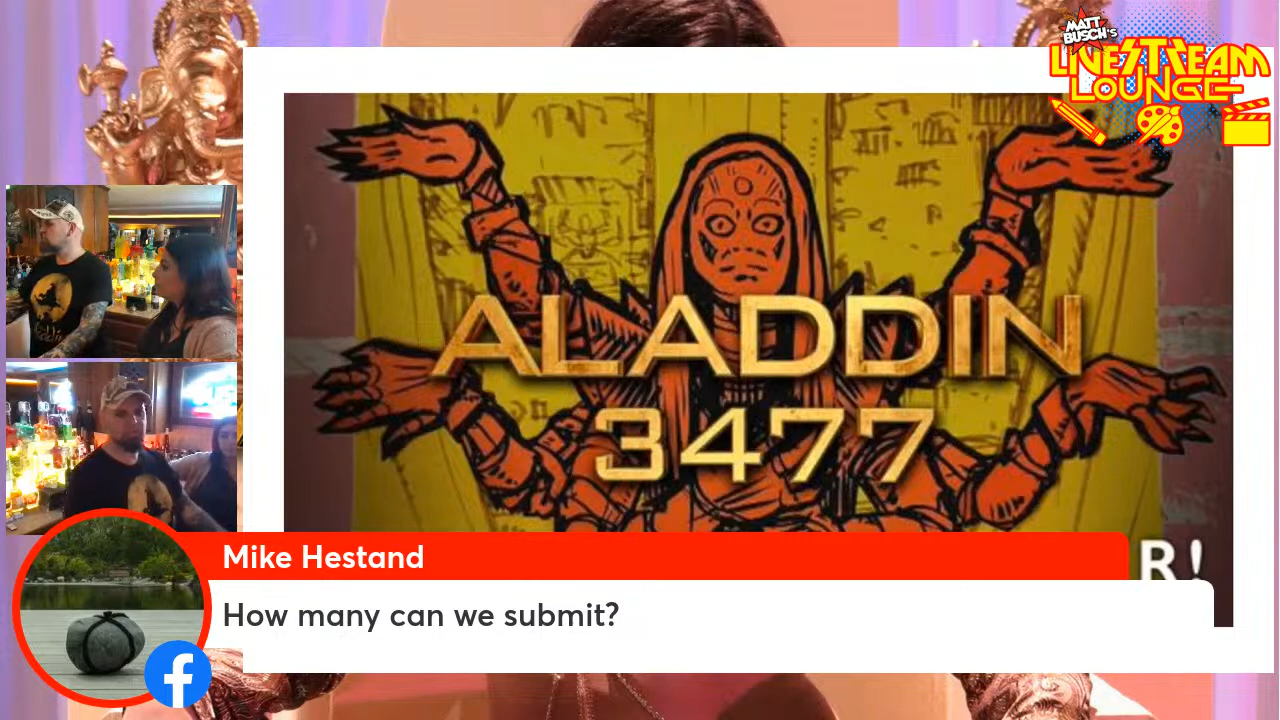 MATT
BUSCH'S
LIVESTREAM
LOUNGE
ALADDIN
3477
R!
Mike Hestand
How many can we submit?